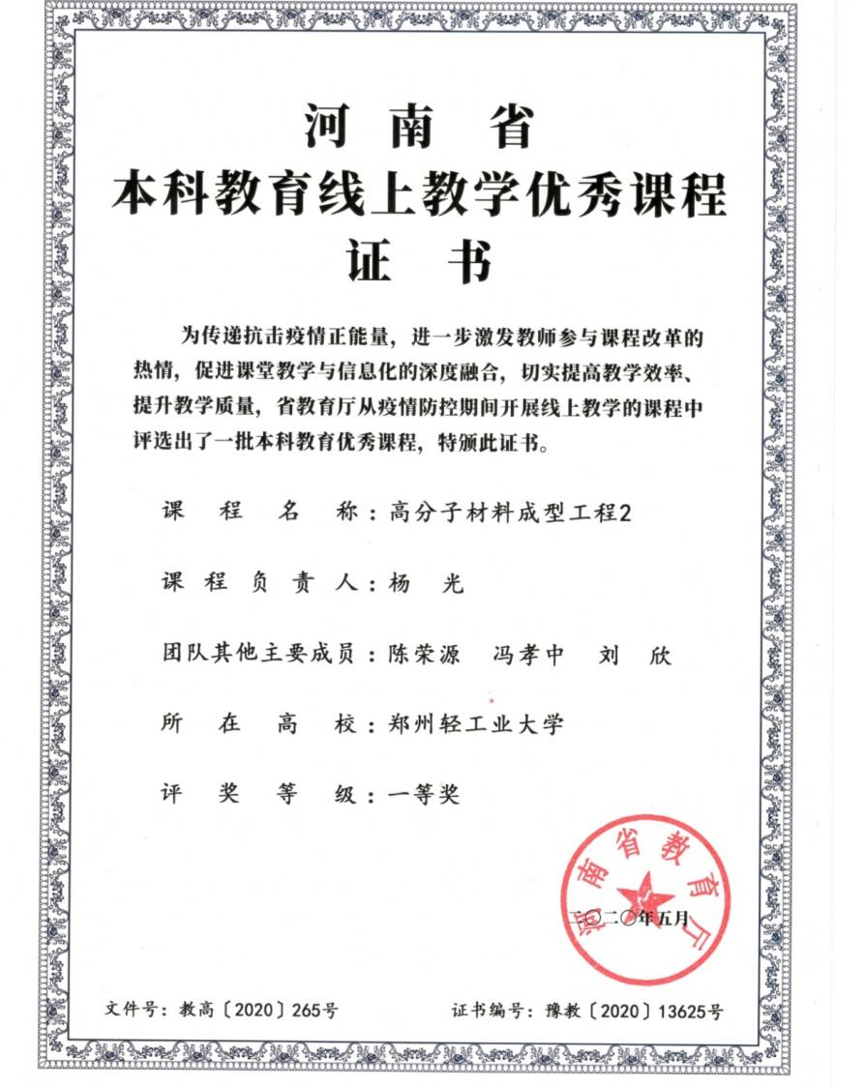 河南省
本科教育线上教学优秀课程
证书
为传递抗击疫情正能量，进一步激发教师参与课程改革的
热情，促进课堂教学与信息化的深度融合，切实提高教学效率、
提升教学质量，省教育厅从疫情防控期间开展线上教学的课程中
评选出了一批本科教育优秀课程，特颁此证书。
课程名称：高分子材料成型工程2
课程负责人：杨光
团队其他主要成员：陈荣源 冯孝中 刘欣
所在高校：郑州轻工业大学
评奖等级：一等奖
河南省教育厅
二〇二〇年五月
文件号：教高〔2020〕265号 证书编号：豫教〔2020〕13625号